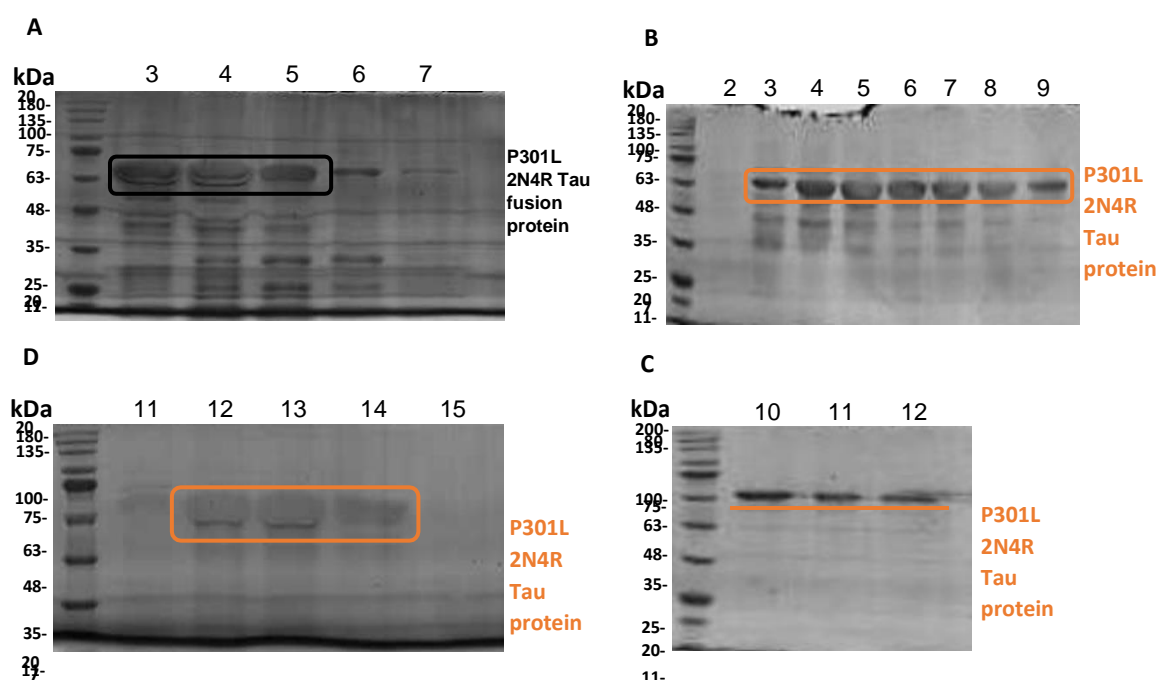 A
kDa
3 4 5 6 7
20
180-
135-
100-
75-
63-
48-
35-
25-
20
11-
P301L
2N4R Tau
fusion
protein
B
kDa
2 3 4 5 6 7 8 9
20
180-
135-
100-
75-
63-
48-
35-
25-
20
11-
P301L
2N4R
Tau
protein
D
kDa
11 12 13 14 15
20
180-
135-
100-
75-
63-
48-
35-
20
11-
P301L
2N4R
Tau
protein
C
kDa
10 11 12
200-
80
135-
100-
75-
63-
48-
35-
25-
20-
11-
P301L
2N4R
Tau
protein